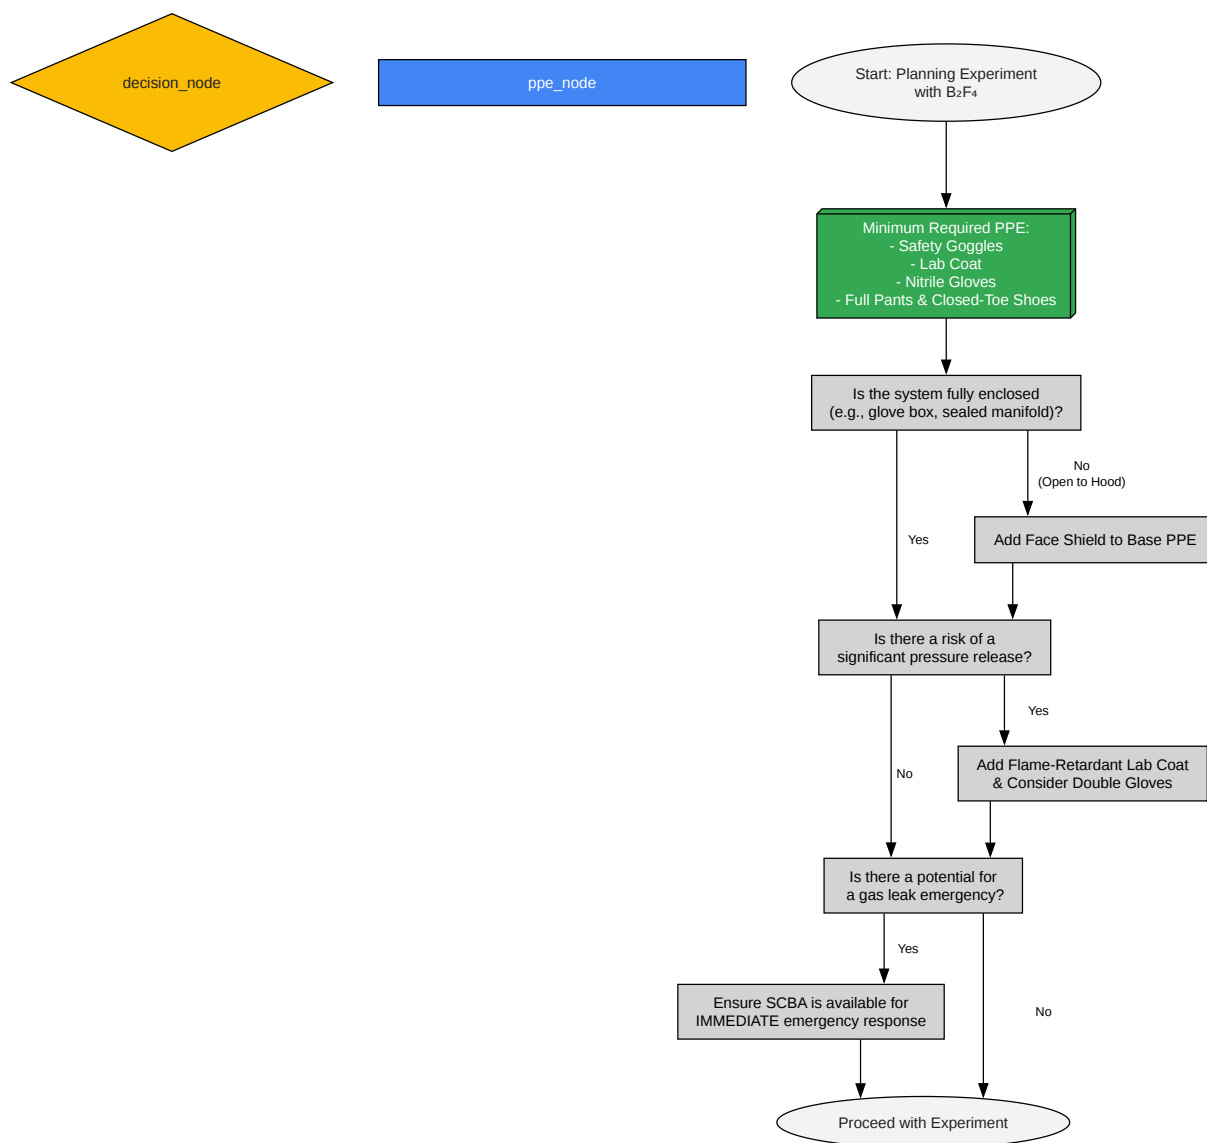 decision_node
ppe_node
Start: Planning Experiment
with B₂F₄
Minimum Required PPE:
- Safety Goggles
- Lab Coat
- Nitrile Gloves
- Full Pants & Closed-Toe Shoes
Is the system fully enclosed
(e.g., glove box, sealed manifold)?
No
(Open to Hood)
Yes
Add Face Shield to Base PPE
Is there a risk of a
significant pressure release?
Yes
No
Add Flame-Retardant Lab Coat
& Consider Double Gloves
Is there a potential for
a gas leak emergency?
Yes
Ensure SCBA is available for
IMMEDIATE emergency response
No
Proceed with Experiment